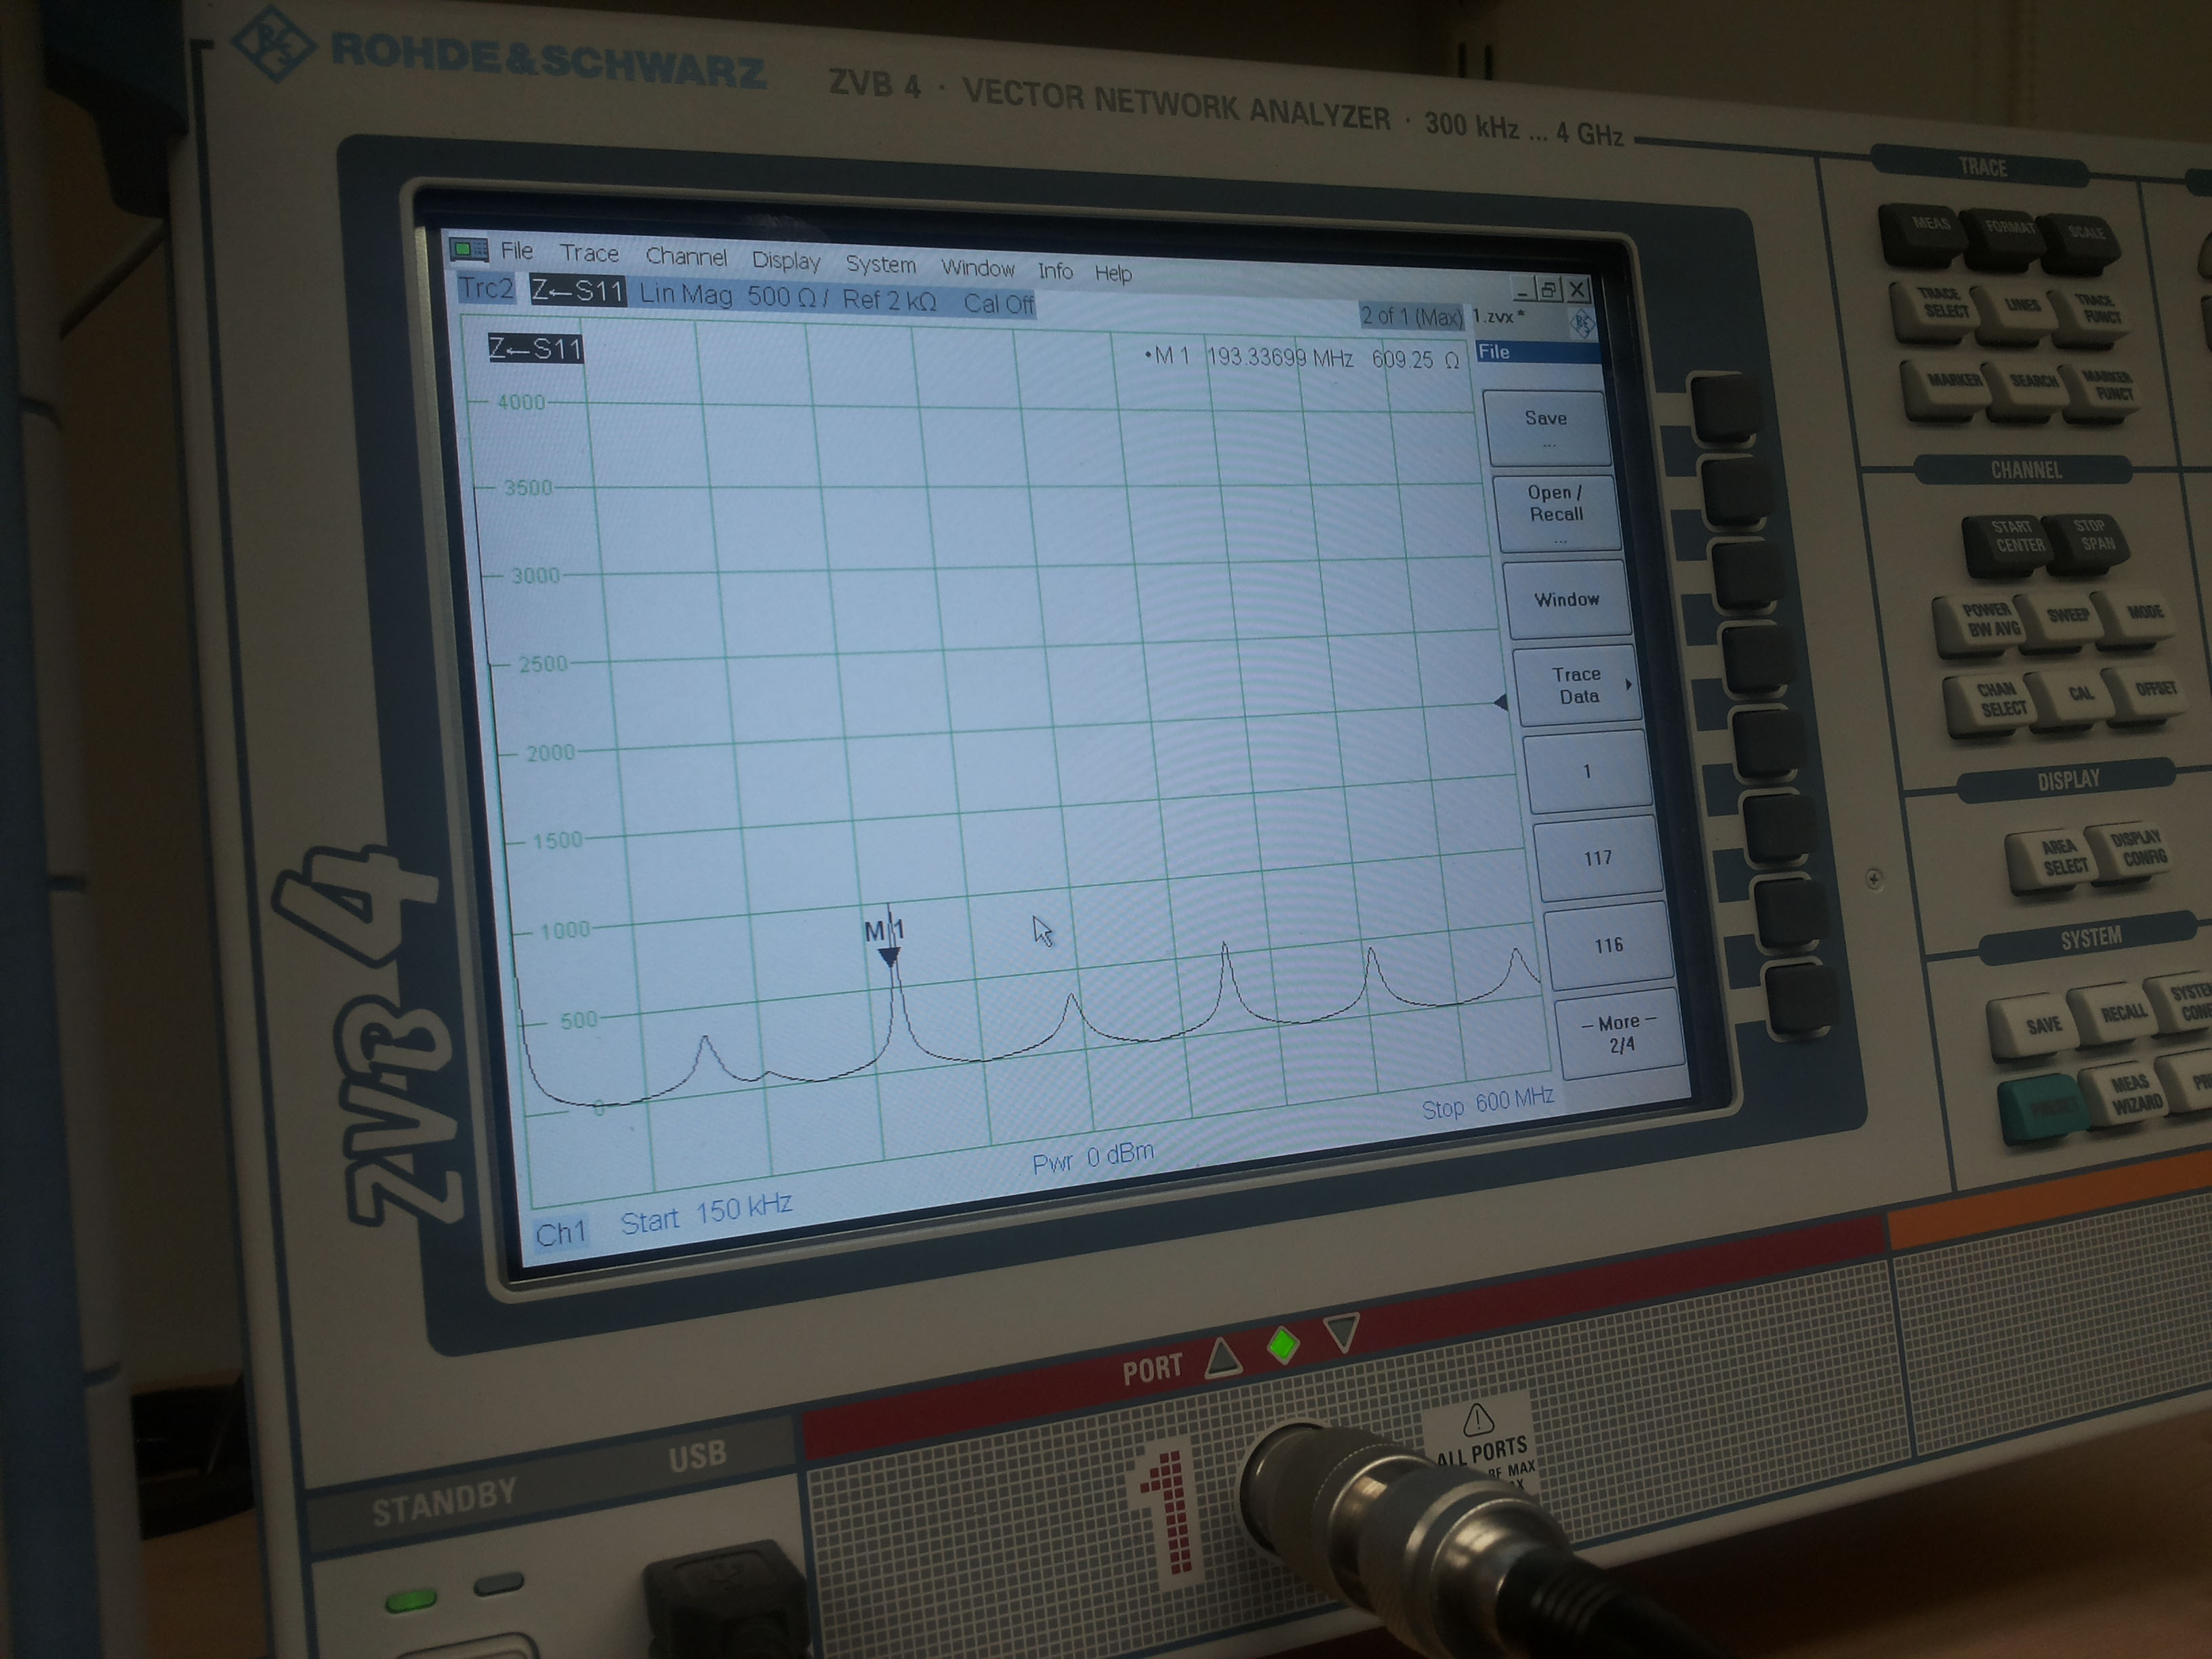 ROHDE&SCHWARZ
ZVB 4 · VECTOR NETWORK ANALYZER · 300 kHz ... 4 GHz
File Trace Channel Display System Window Info Help
Trc2 Z←S11 Lin Mag 500 Ω/ Ref 2 kΩ Cal Off
2 of 1 (Max)
1.zvx*
Z←S11
•M 1 193.33699 MHz 609.25 Ω
4000
3500
3000
2500
2000
1500
1000
500
0
M 1
Ch1 Start 150 kHz
Pwr 0 dBm
Stop 600 MHz
File
Save
...
Open /
Recall
...
Window
Trace
Data
1
117
116
– More –
2/4
TRACE
MEAS
FORMAT
SCALE
TRACE
SELECT
LINES
TRACE
FUNCT
MARKER
SEARCH
MARKER
FUNCT
CHANNEL
START
CENTER
STOP
SPAN
POWER
BW AVG
SWEEP
MODE
CHAN
SELECT
CAL
OFFSET
DISPLAY
AREA
SELECT
DISPLAY
CONFIG
SYSTEM
SAVE
RECALL
PRESET
MEAS
WIZARD
ZVB 4
STANDBY
USB
PORT
1
ALL PORTS
RF MAX